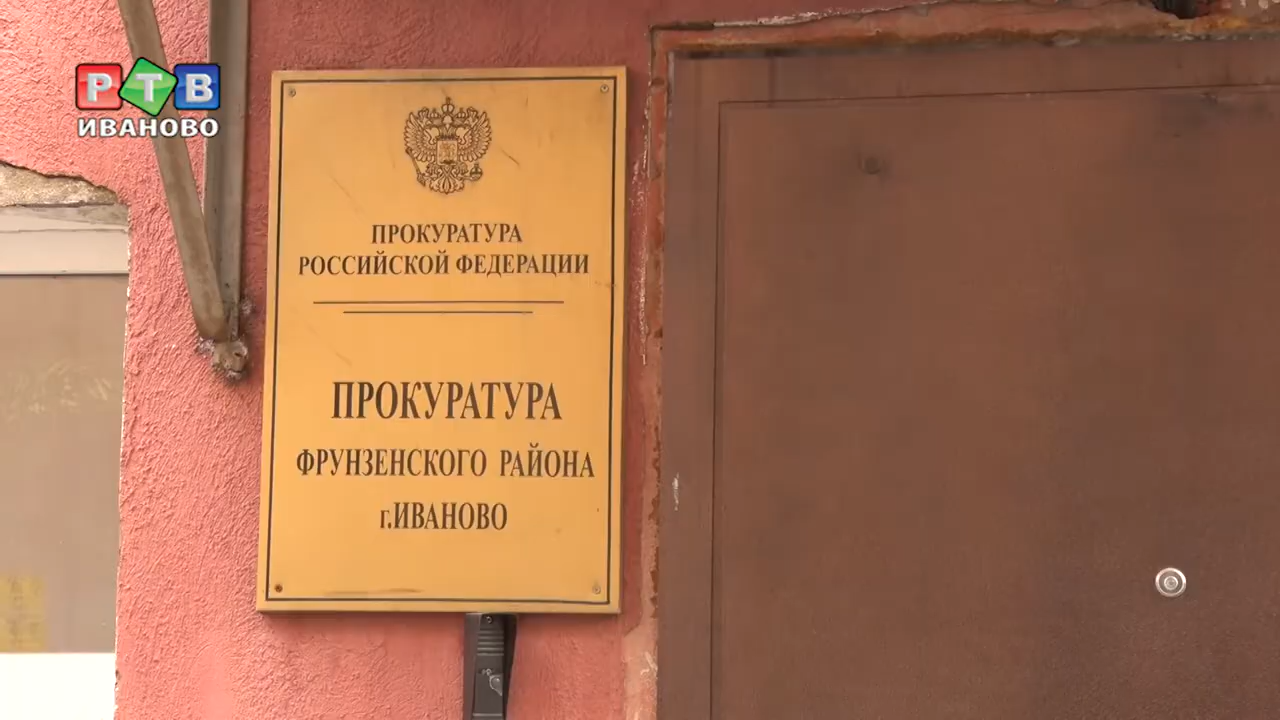 РТВ
ИВАНОВО
ПРОКУРАТУРА
РОССИЙСКОЙ ФЕДЕРАЦИИ
ПРОКУРАТУРА
ФРУНЗЕНСКОГО РАЙОНА
г.ИВАНОВО